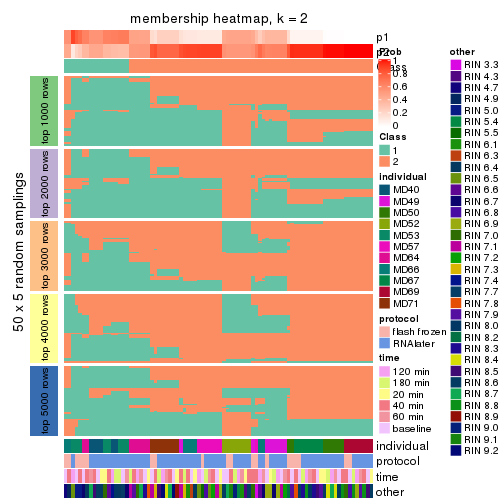 membership heatmap, k = 2
p1
p2
Class
50 x 5 random samplings
top 1000 rows
top 2000 rows
top 3000 rows
top 4000 rows
top 5000 rows
individual
protocol
time
other
Prob
1
0.8
0.6
0.4
0.2
0
Class
1
2
individual
MD40
MD49
MD50
MD52
MD53
MD57
MD64
MD66
MD67
MD69
MD71
protocol
flash frozen
RNAlater
time
120 min
180 min
20 min
40 min
60 min
baseline
other
RIN 3.3
RIN 4.3
RIN 4.7
RIN 4.9
RIN 5.0
RIN 5.4
RIN 5.5
RIN 6.1
RIN 6.3
RIN 6.4
RIN 6.5
RIN 6.6
RIN 6.7
RIN 6.8
RIN 7.0
RIN 7.1
RIN 7.2
RIN 7.3
RIN 7.4
RIN 7.7
RIN 7.8
RIN 7.9
RIN 8.0
RIN 8.2
RIN 8.3
RIN 8.4
RIN 8.5
RIN 8.6
RIN 8.7
RIN 8.8
RIN 8.9
RIN 9.0
RIN 9.1
RIN 9.2